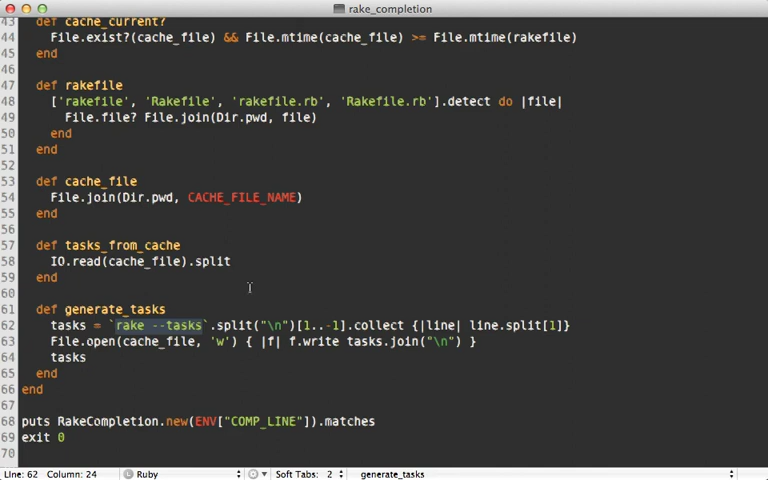 rake_completion
43 def cache_current?
44 File.exist?(cache_file) && File.mtime(cache_file) >= File.mtime(rakefile)
45 end
46
47 def rakefile
48 ['rakefile', 'Rakefile', 'rakefile.rb', 'Rakefile.rb'].detect do |file|
49 File.file? File.join(Dir.pwd, file)
50 end
51 end
52
53 def cache_file
54 File.join(Dir.pwd, CACHE_FILE_NAME)
55 end
56
57 def tasks_from_cache
58 IO.read(cache_file).split
59 end
60
61 def generate_tasks
62 tasks = `rake --tasks`.split("\n")[1..-1].collect {|line| line.split[1]}
63 File.open(cache_file, 'w') { |f| f.write tasks.join("\n") }
64 tasks
65 end
66 end
67
68 puts RakeCompletion.new(ENV["COMP_LINE"]).matches
69 exit 0
70
Line: 62 Column: 24 Ruby Soft Tabs: 2 generate_tasks